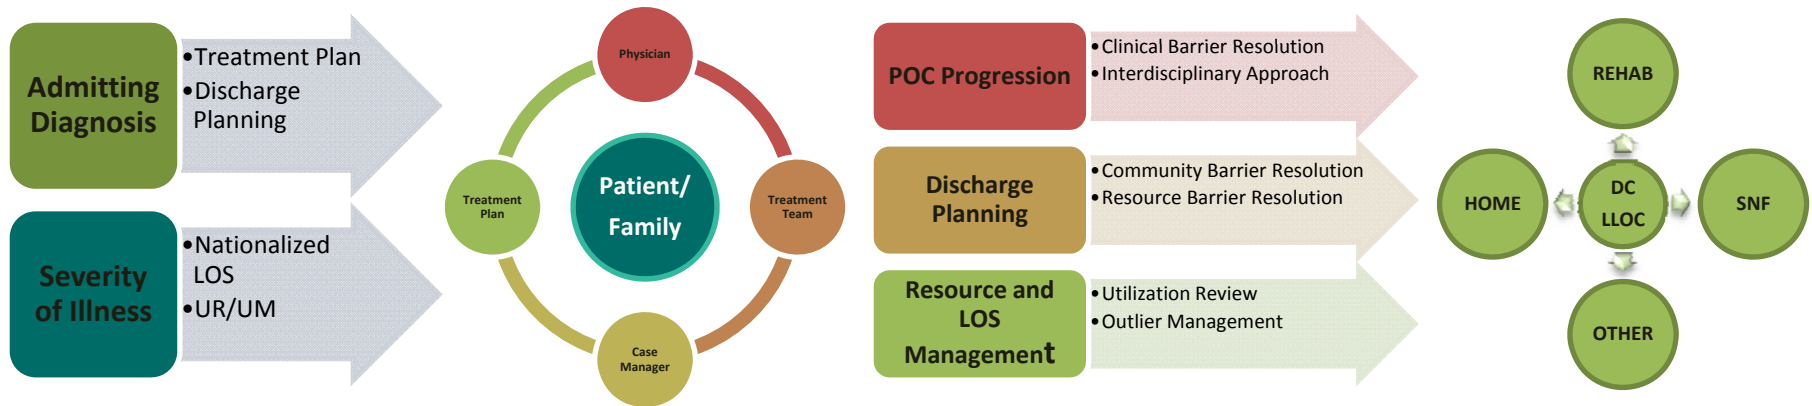 Admitting
Diagnosis
•Treatment Plan
•Discharge
Planning
Severity
of Illness
•Nationalized
LOS
•UR/UM
Physician
Treatment
Plan
Patient/
Family
Treatment
Team
Case
Manager
POC Progression
•Clinical Barrier Resolution
•Interdisciplinary Approach
Discharge
Planning
•Community Barrier Resolution
•Resource Barrier Resolution
Resource and
LOS
Management
•Utilization Review
•Outlier Management
REHAB
HOME
DC
LLOC
SNF
OTHER